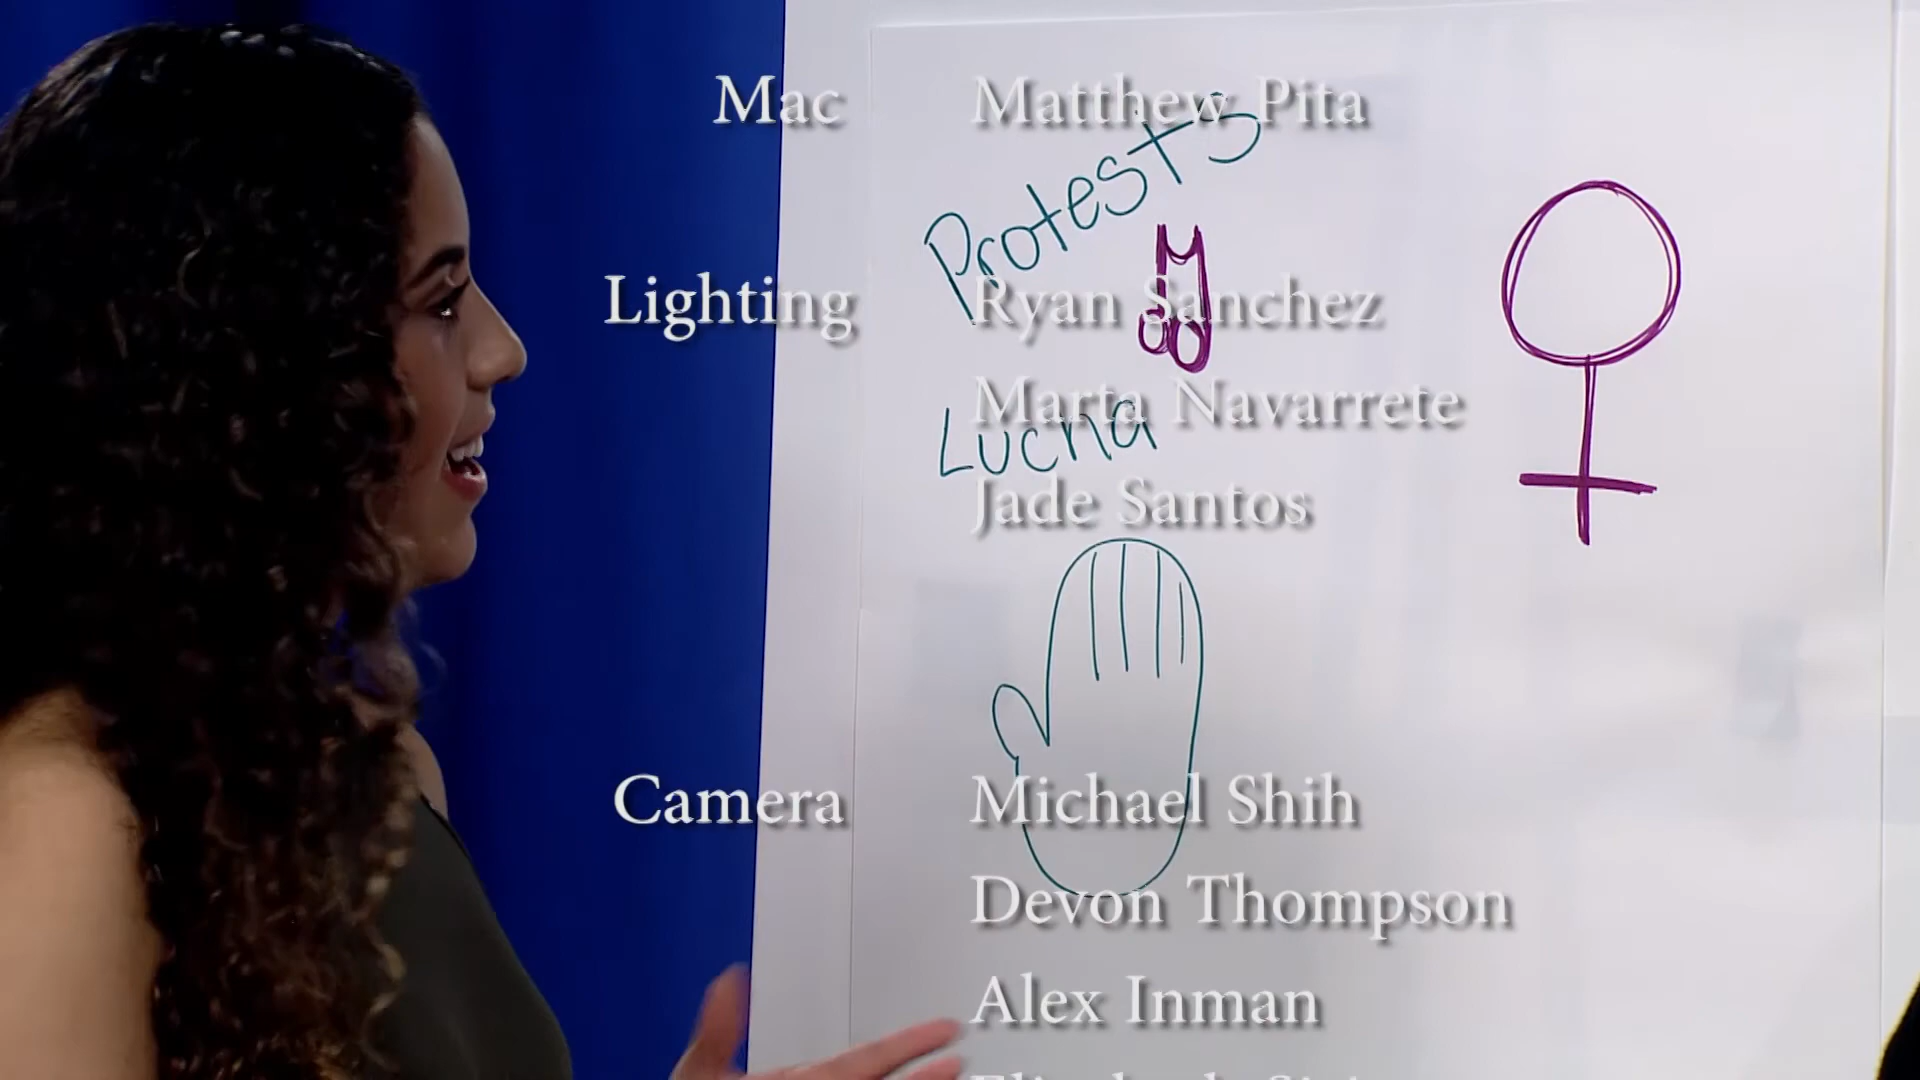 Mac Matthew Pita
Protests
Lighting Ryan Sanchez
Marta Navarrete
Lucha
Jade Santos
Camera Michael Shih
Devon Thompson
Alex Inman